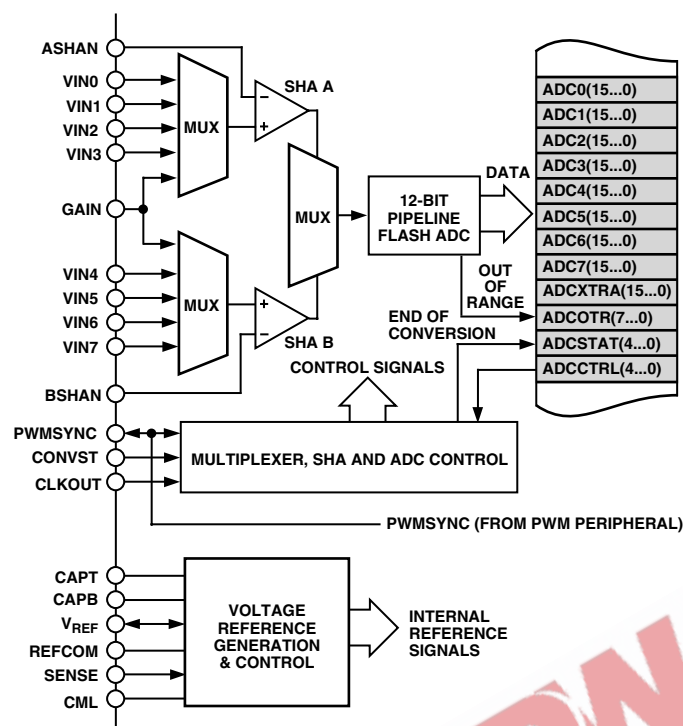 ASHAN
VIN0
VIN1
VIN2
VIN3
GAIN
VIN4
VIN5
VIN6
VIN7
BSHAN
PWMSYNC
CONVST
CLKOUT
CAPT
CAPB
VREF
REFCOM
SENSE
CML
MUX
SHA A
MUX
SHA B
MUX
12-BIT
PIPELINE
FLASH ADC
DATA
OUT
OF
RANGE
END OF
CONVERSION
CONTROL SIGNALS
ADC0(15...0)
ADC1(15...0)
ADC2(15...0)
ADC3(15...0)
ADC4(15...0)
ADC5(15...0)
ADC6(15...0)
ADC7(15...0)
ADCXTRA(15...0)
ADCOTR(7...0)
ADCSTAT(4...0)
ADCCTRL(4...0)
MULTIPLEXER, SHA AND ADC CONTROL
PWMSYNC (FROM PWM PERIPHERAL)
VOLTAGE
REFERENCE
GENERATION
& CONTROL
INTERNAL
REFERENCE
SIGNALS